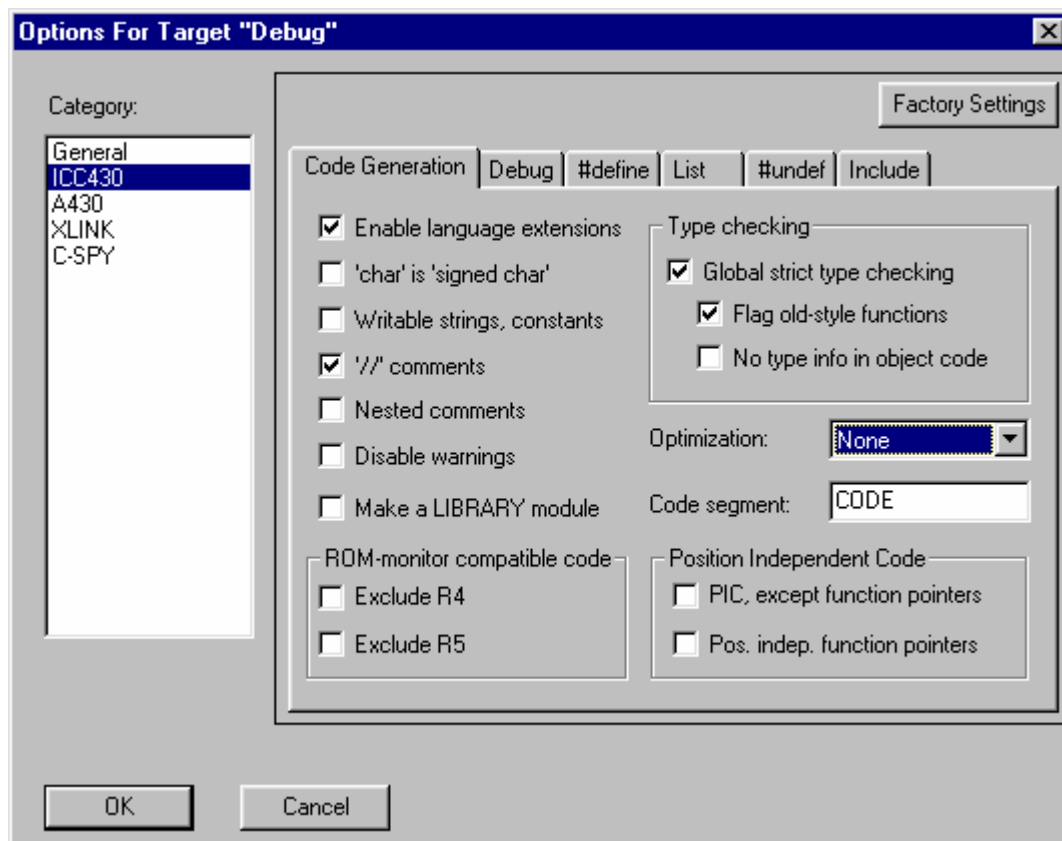 Options For Target "Debug"
Category:
General
ICC430
A430
XLINK
C-SPY
Factory Settings
Code Generation Debug #define List #undef Include
Enable language extensions
'char' is 'signed char'
Writable strings, constants
'//' comments
Nested comments
Disable warnings
Make a LIBRARY module
ROM-monitor compatible code
Exclude R4
Exclude R5
Type checking
Global strict type checking
Flag old-style functions
No type info in object code
Optimization: None
Code segment: CODE
Position Independent Code
PIC, except function pointers
Pos. indep. function pointers
OK Cancel